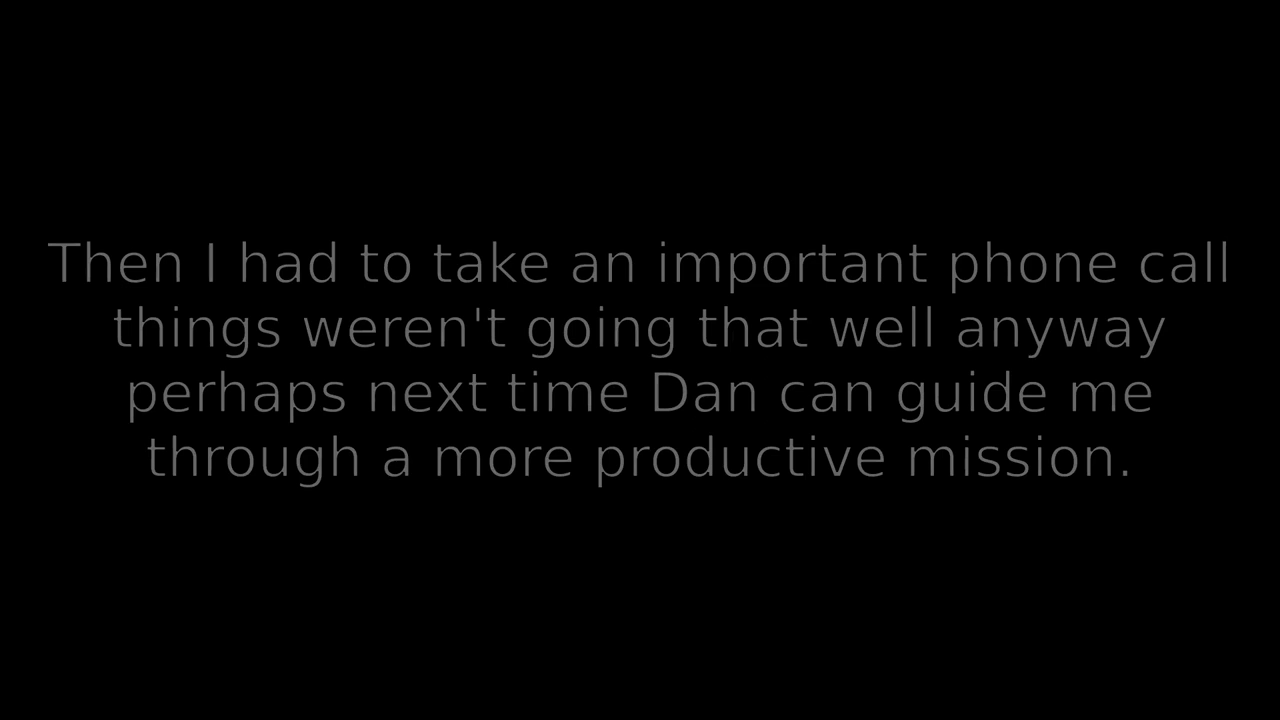 Then I had to take an important phone call
things weren't going that well anyway
perhaps next time Dan can guide me
through a more productive mission.